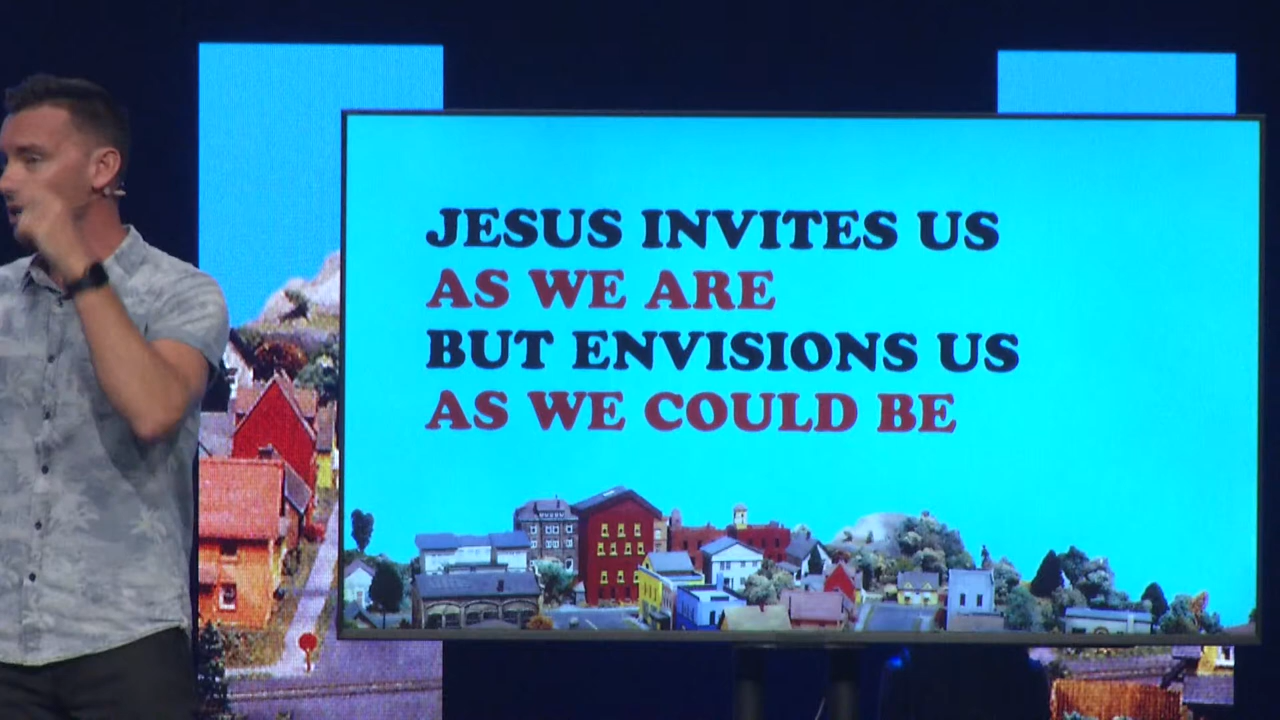 JESUS INVITES US
AS WE ARE
BUT ENVISIONS US
AS WE COULD BE